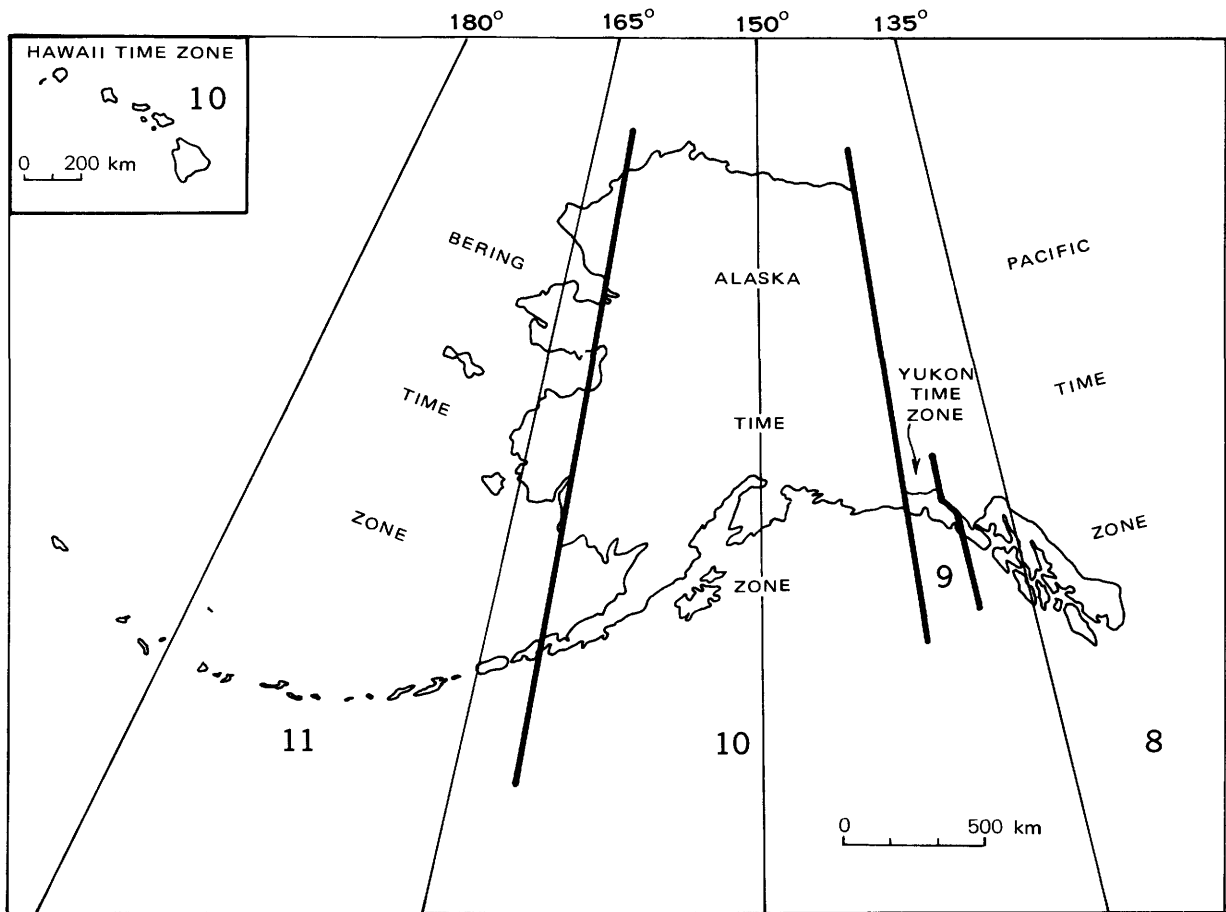 180° 165° 150° 135°
HAWAII TIME ZONE
10
0 200 km
BERING
TIME
ZONE
11
ALASKA
TIME
ZONE
10
YUKON
TIME
ZONE
9
PACIFIC
TIME
ZONE
8
0 500 km